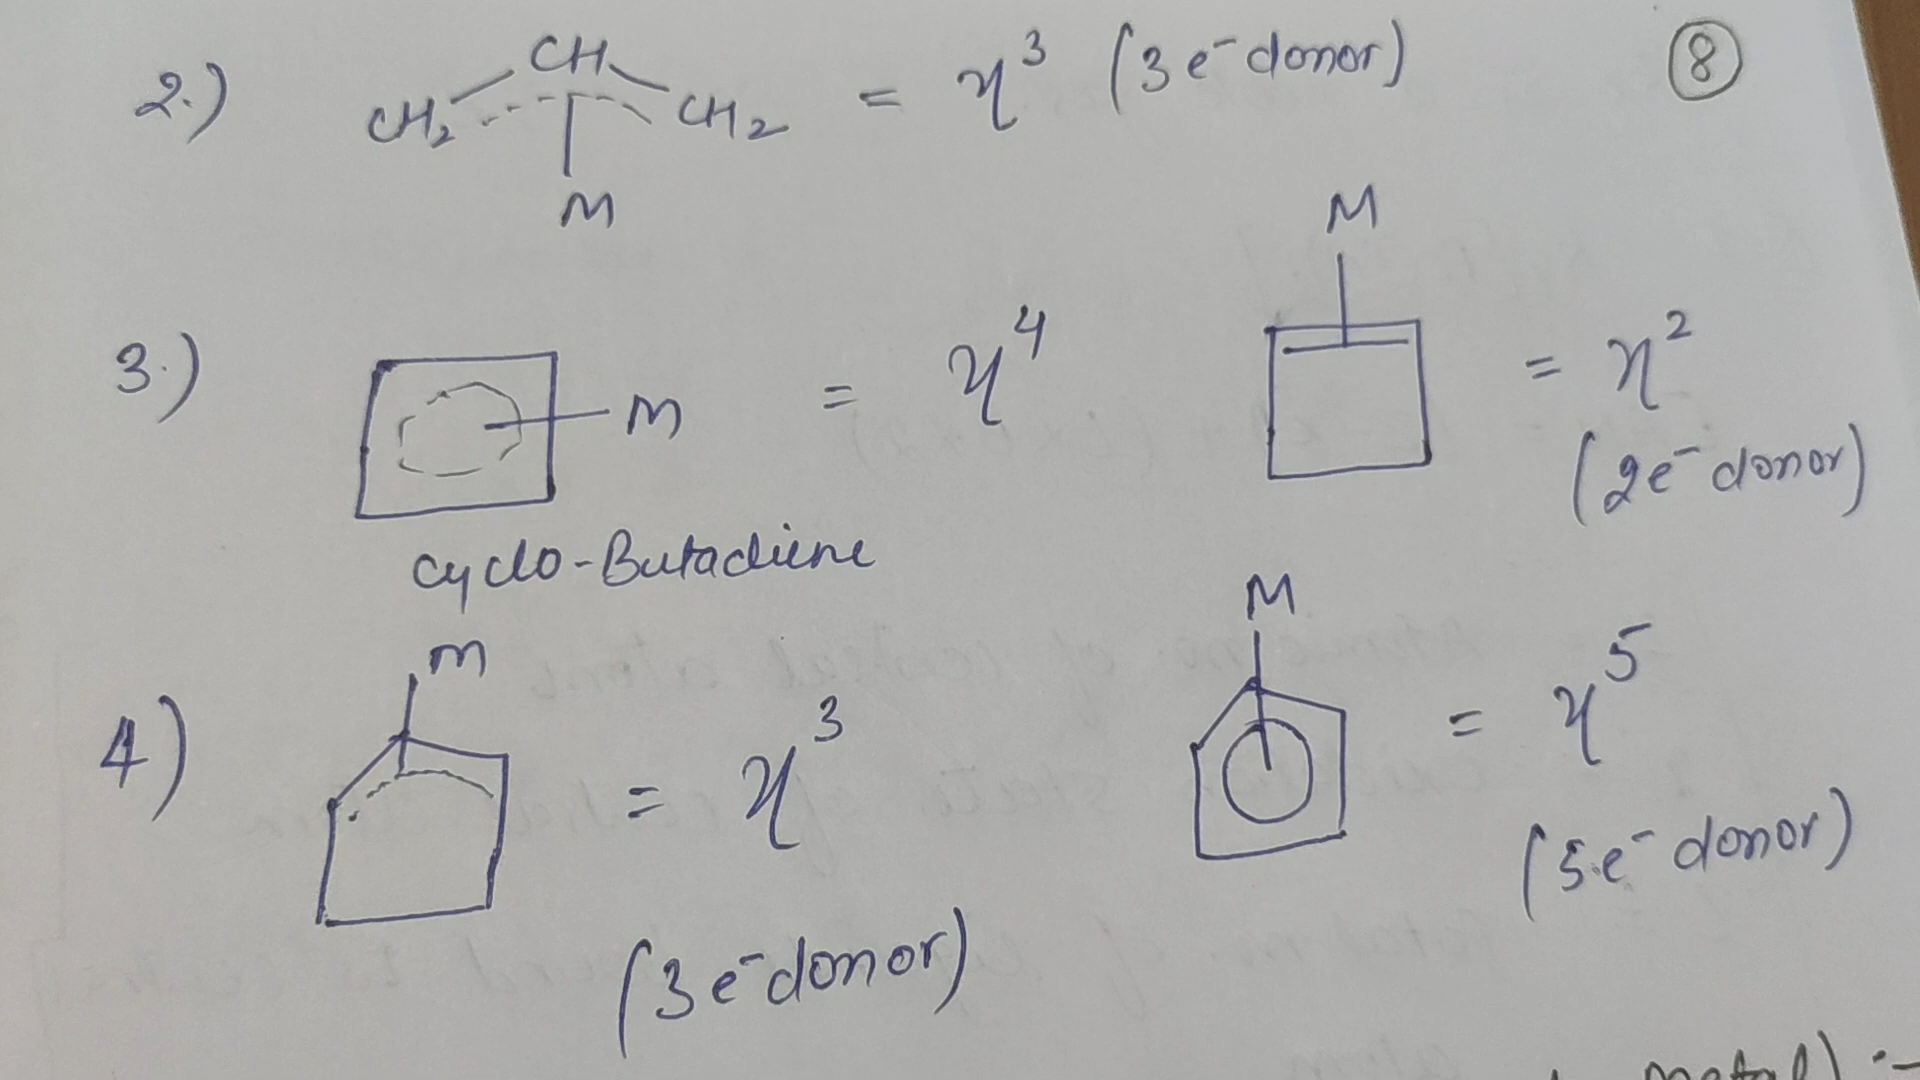 2.) CH₂ CH CH₂ M = η³ (3e⁻ donor) ⑧
3.) M = η⁴ M = η² (2e⁻ donor)
cyclo-Butadiene
4) M = η³ (3e⁻ donor) M = η⁵ (5e⁻ donor)
metal) :-